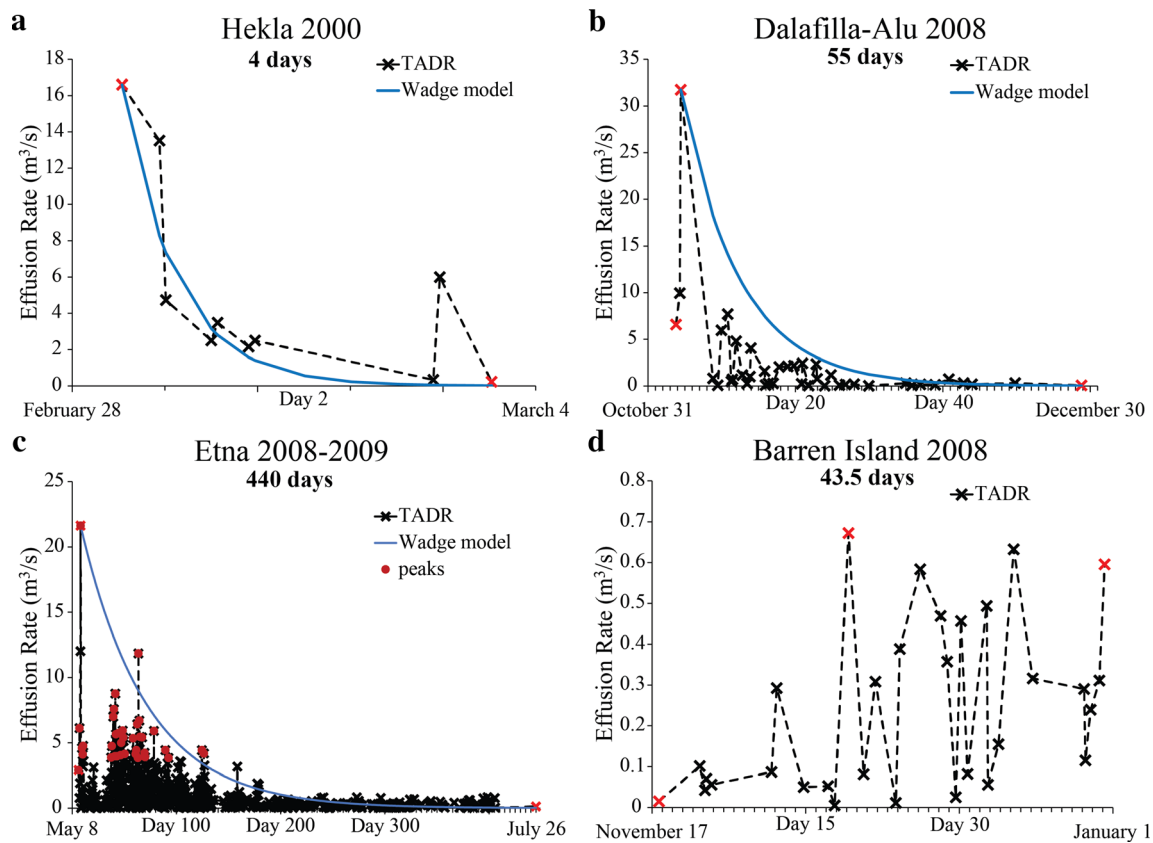 a
Hekla 2000
4 days
TADR
Wadge model
Effusion Rate (m³/s)
18
16
14
12
10
8
6
4
2
0
February 28
Day 2
March 4
b
Dalafilla-Alu 2008
55 days
TADR
Wadge model
Effusion Rate (m³/s)
35
30
25
20
15
10
5
0
October 31
Day 20
Day 40
December 30
c
Etna 2008-2009
440 days
TADR
Wadge model
peaks
Effusion Rate (m³/s)
25
20
15
10
5
0
May 8
Day 100
Day 200
Day 300
July 26
d
Barren Island 2008
43.5 days
TADR
Effusion Rate (m³/s)
0.8
0.7
0.6
0.5
0.4
0.3
0.2
0.1
0
November 17
Day 15
Day 30
January 1